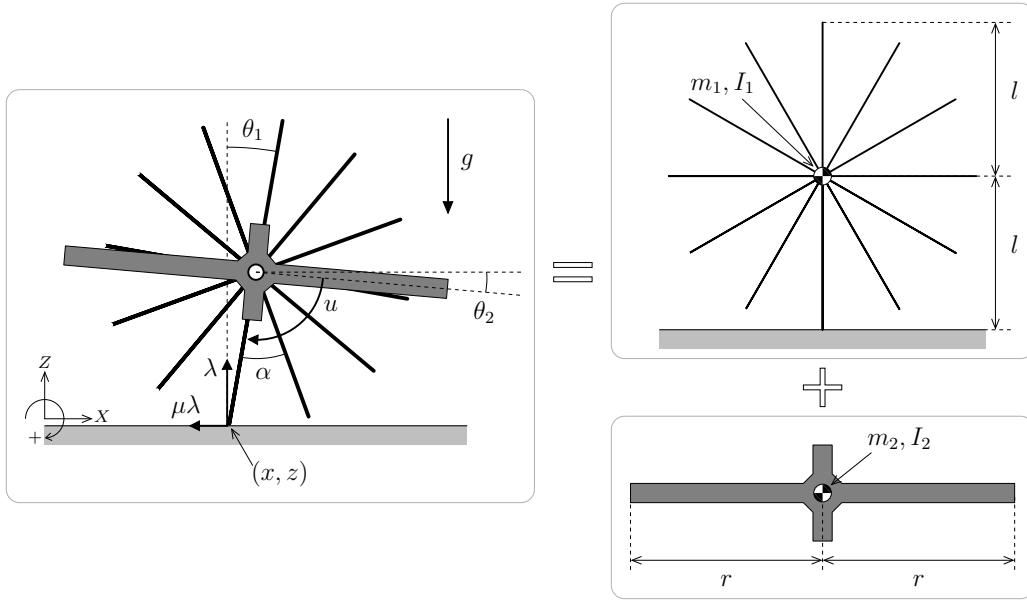 θ₁
g
u
θ₂
α
λ
μλ
(x, z)
Z
X
+
m₁, I₁
l
l
m₂, I₂
r
r